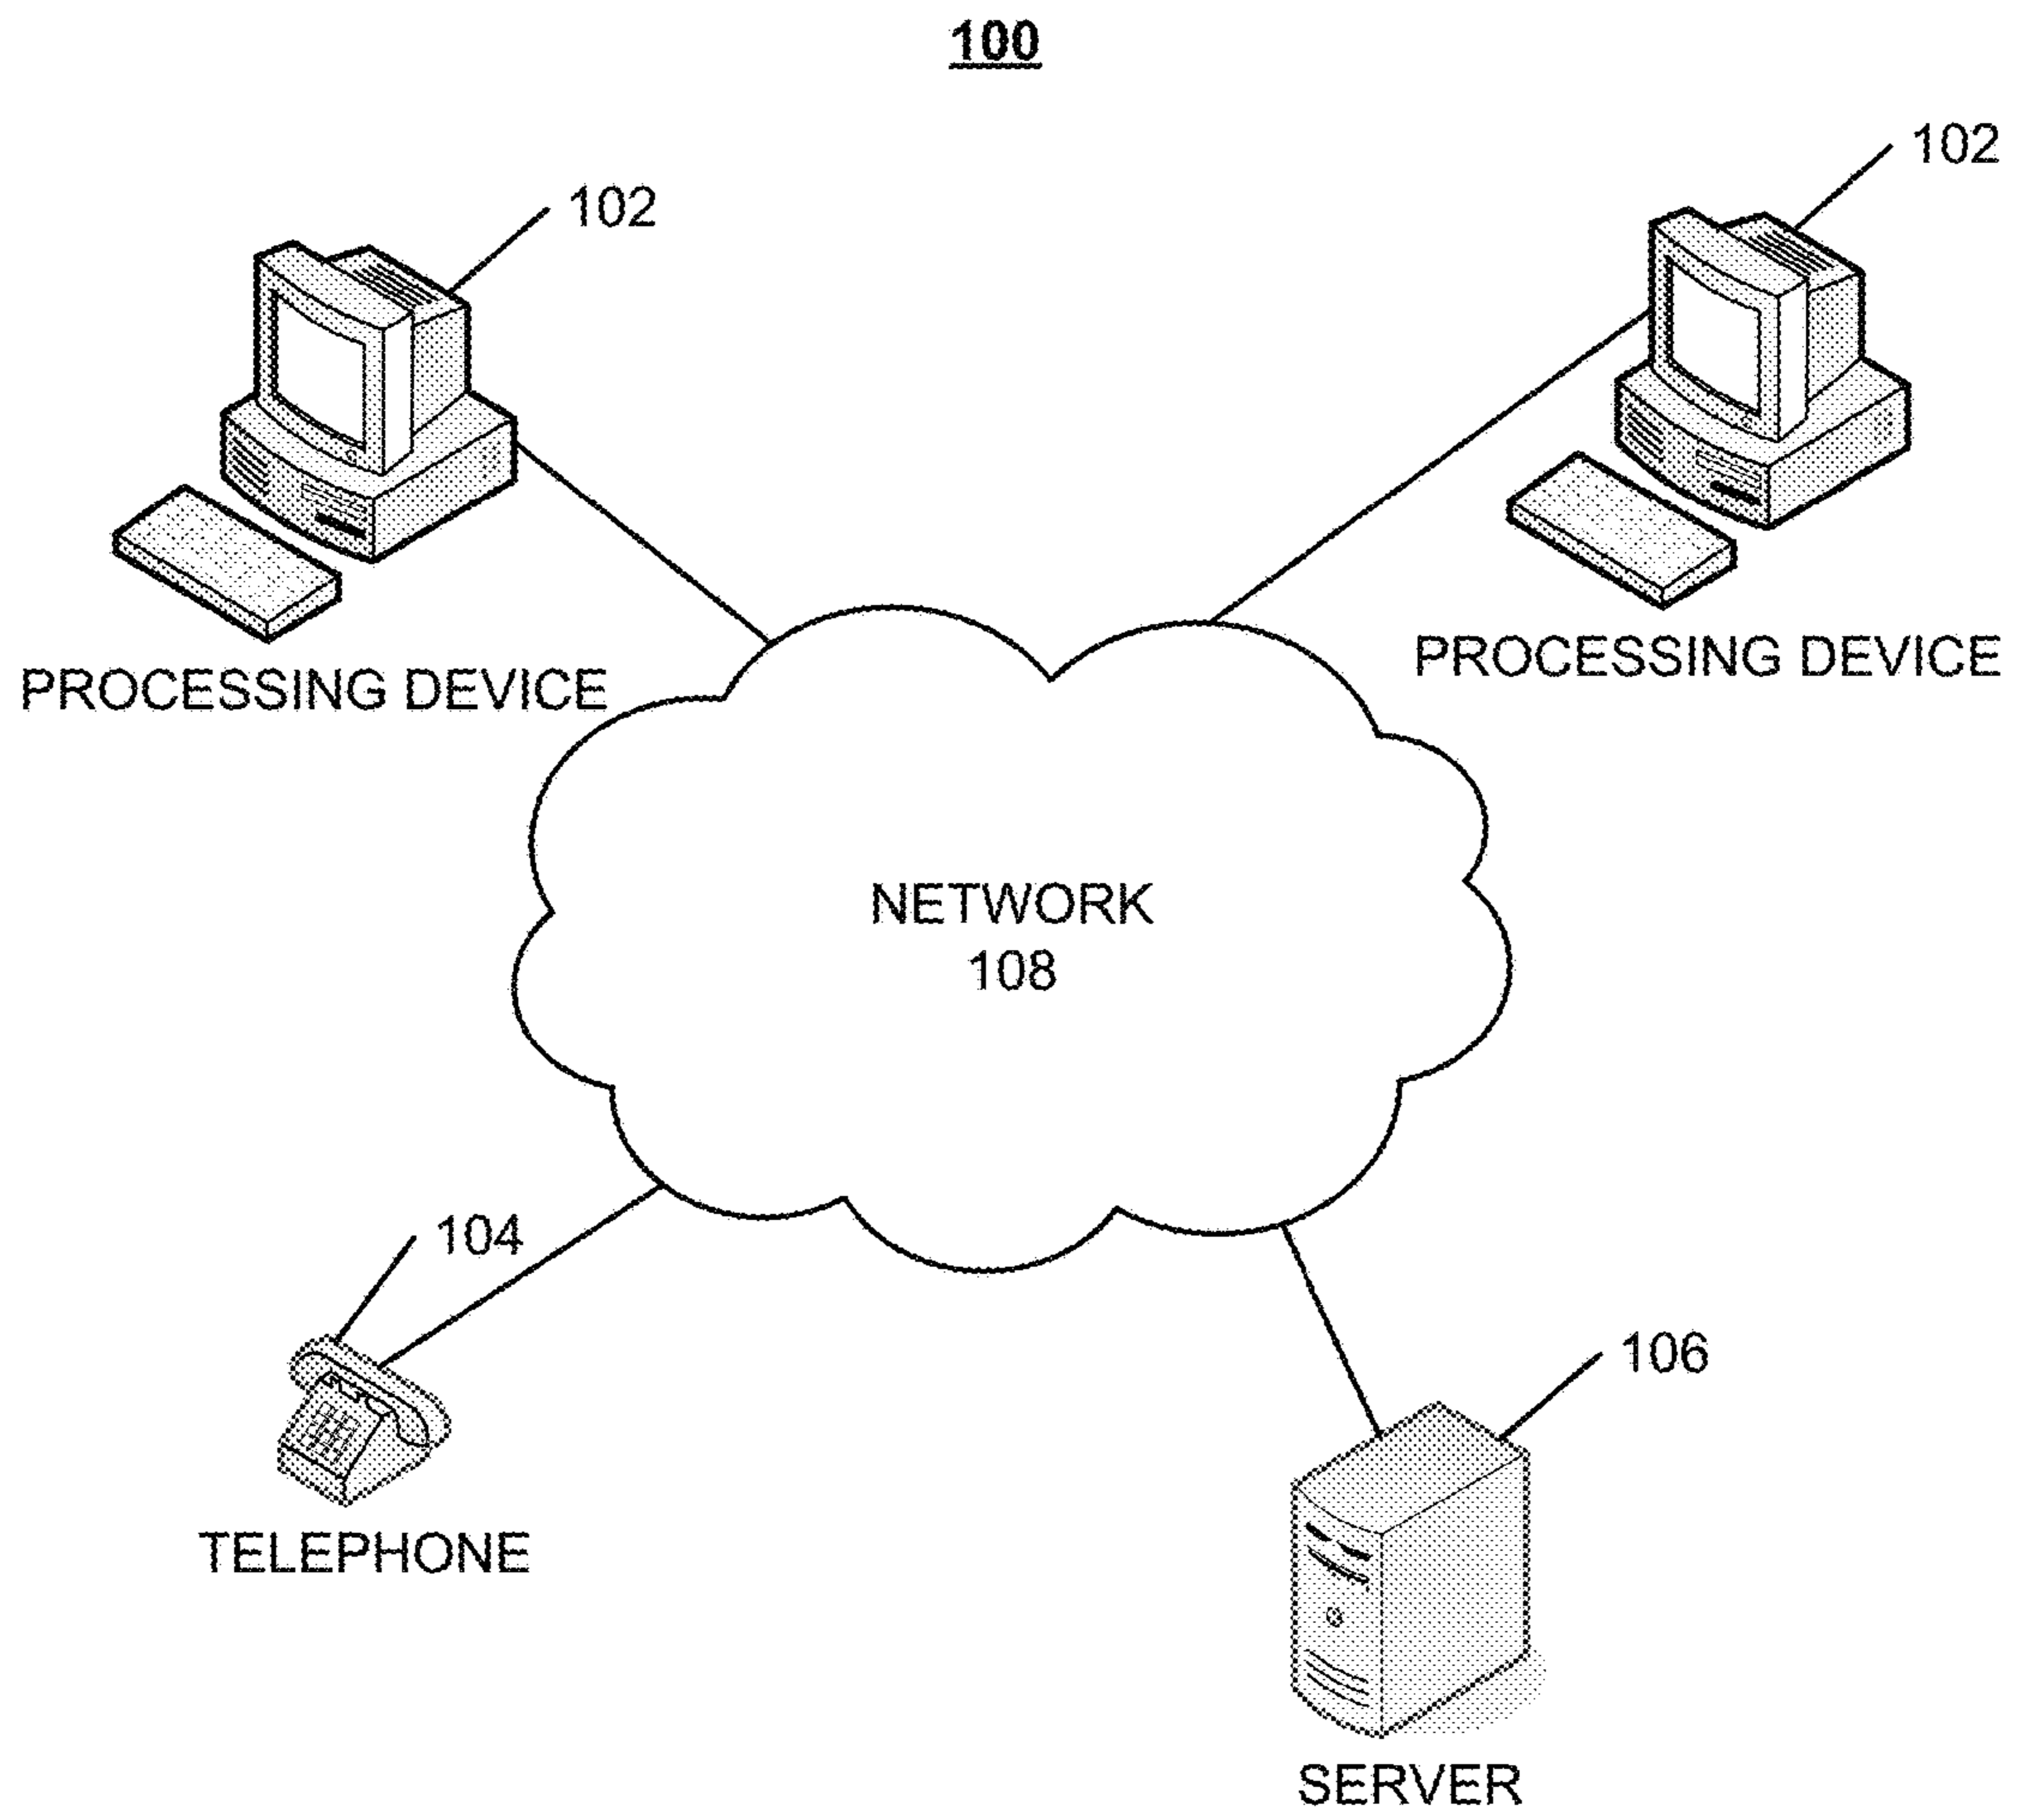 100
102
102
PROCESSING DEVICE
PROCESSING DEVICE
NETWORK
108
104
TELEPHONE
106
SERVER